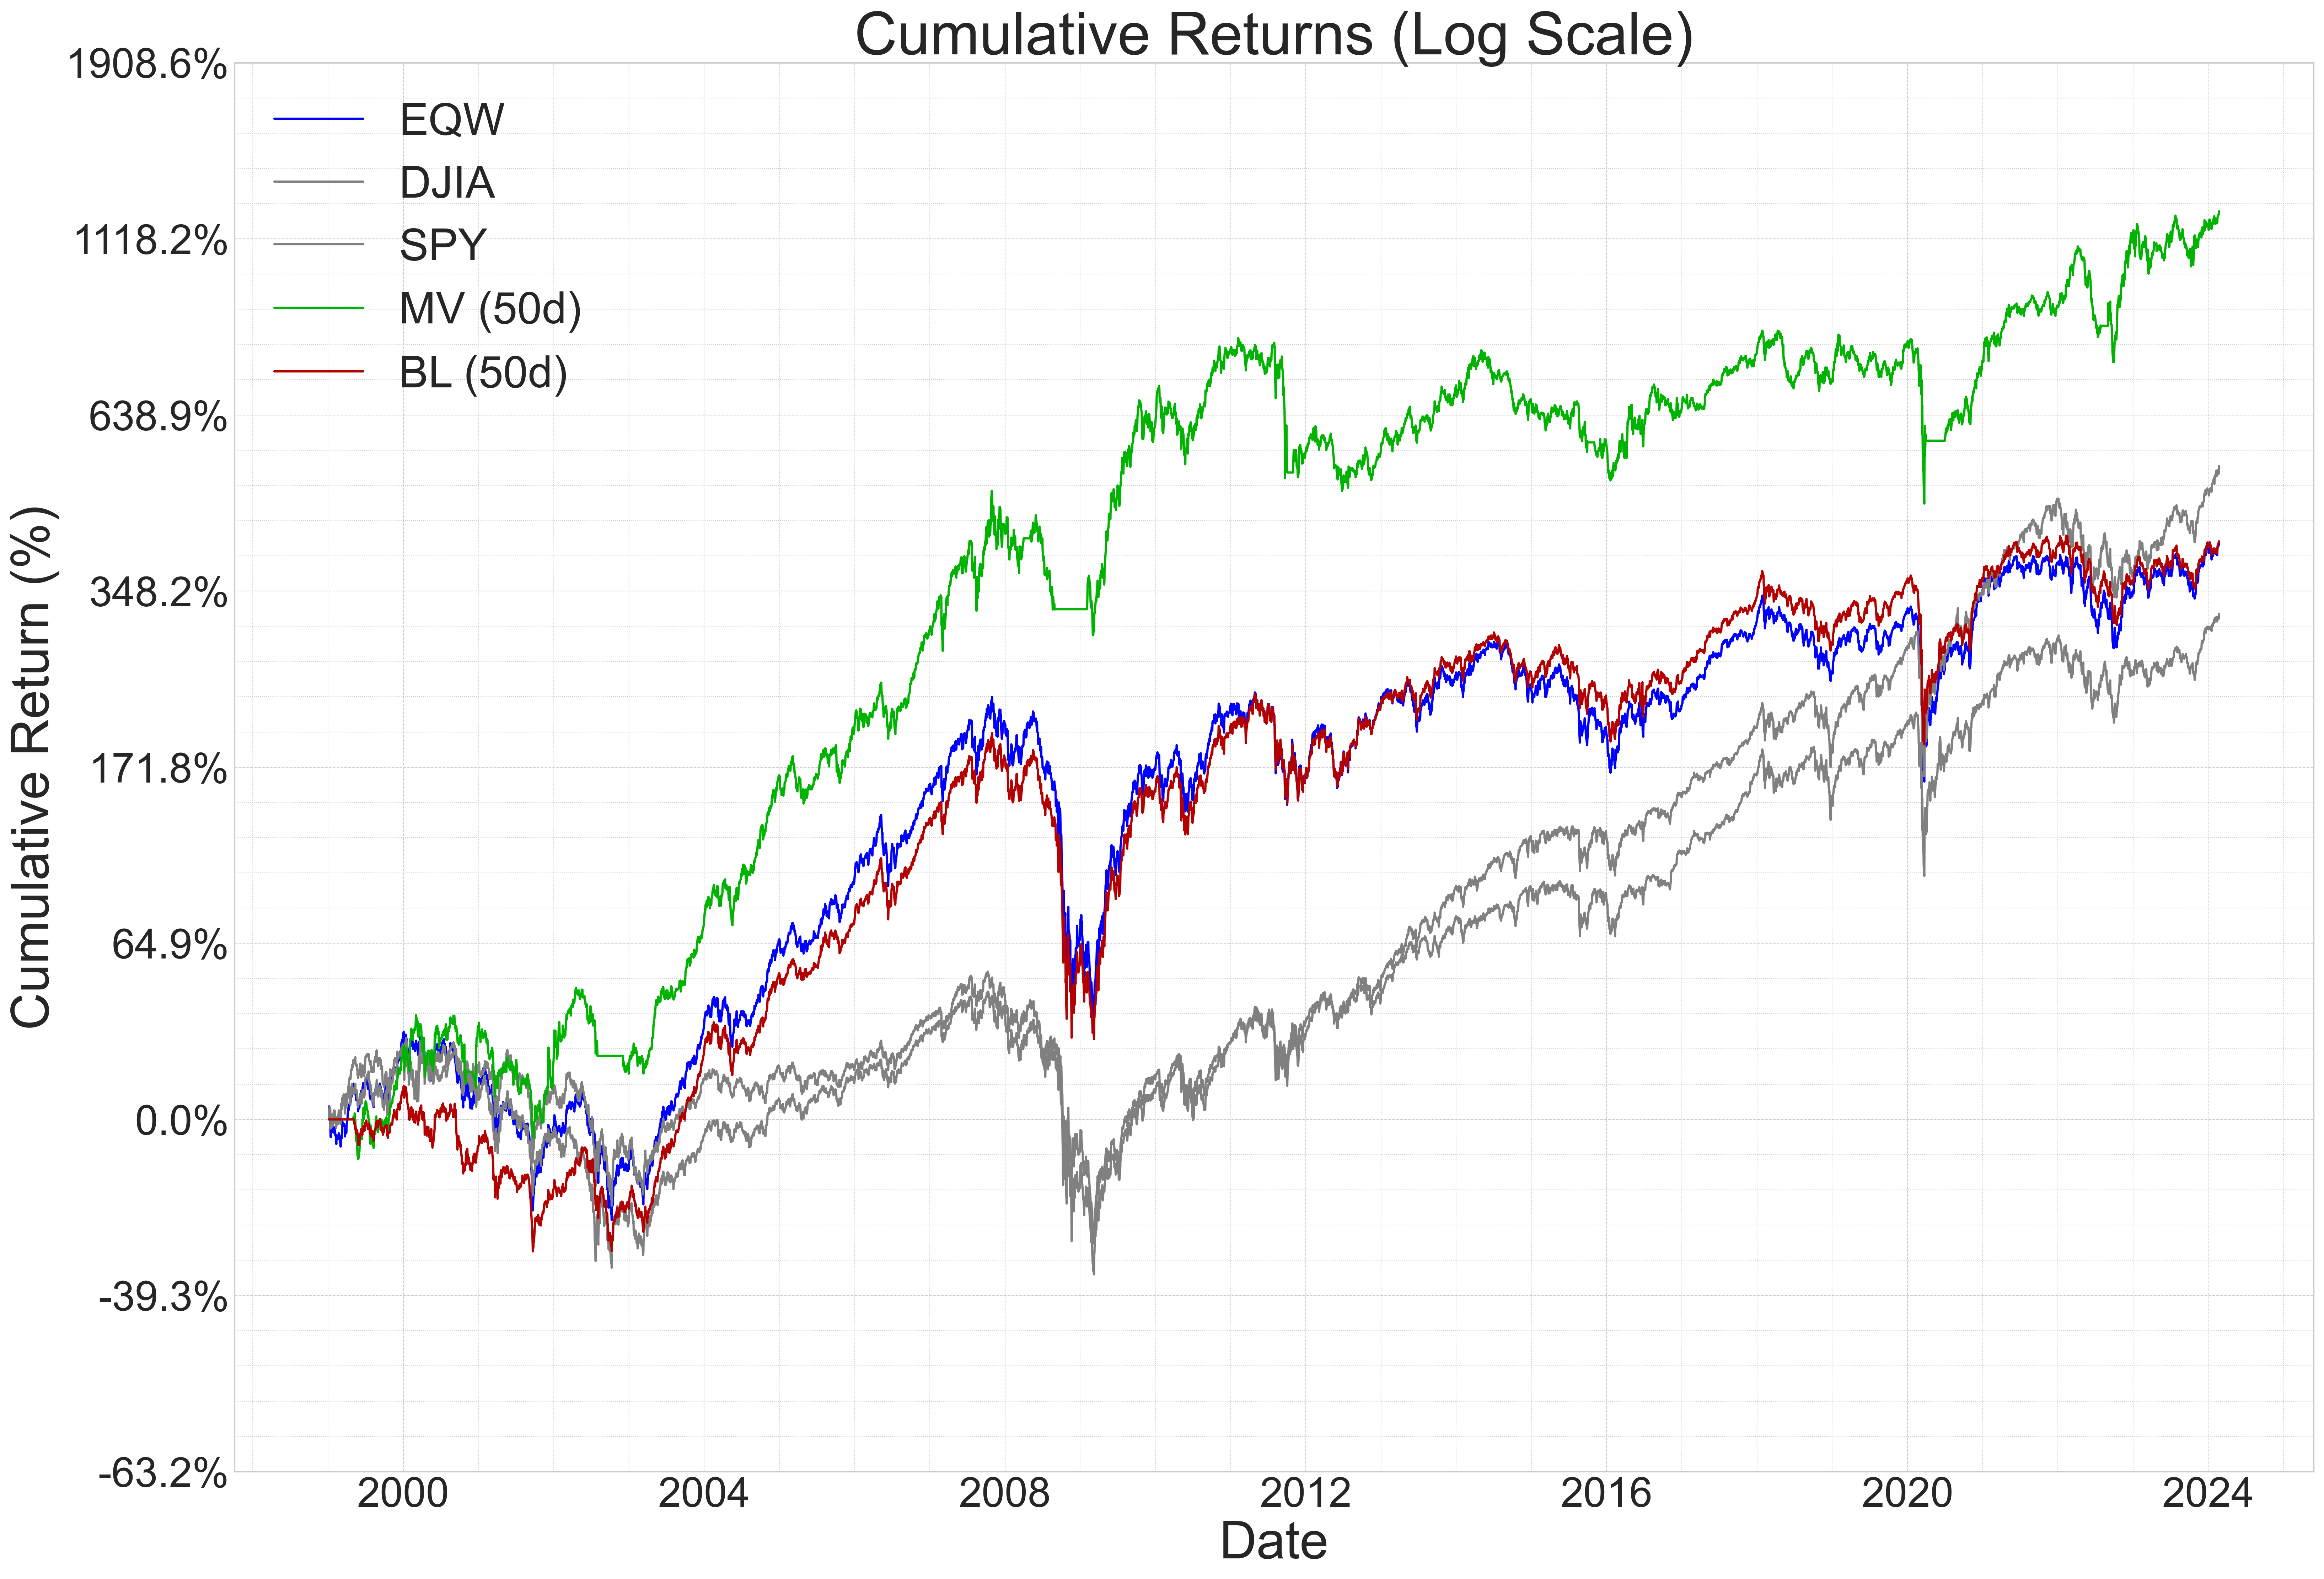 Cumulative Returns (Log Scale)
1908.6%
1118.2%
638.9%
348.2%
171.8%
64.9%
0.0%
-39.3%
-63.2%
Cumulative Return (%)
EQW
DJIA
SPY
MV (50d)
BL (50d)
2000 2004 2008 2012 2016 2020 2024
Date